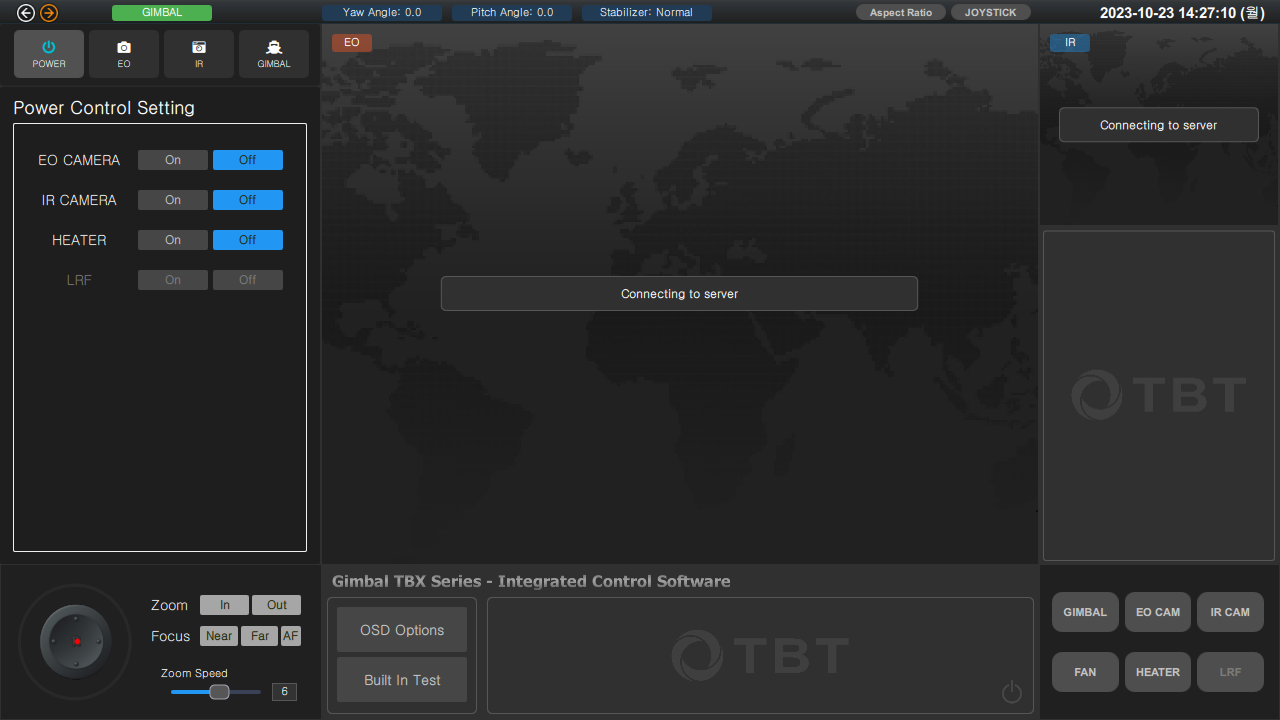 GIMBAL
Yaw Angle: 0.0
Pitch Angle: 0.0
Stabilizer: Normal
Aspect Ratio
JOYSTICK
2023-10-23 14:27:10 (월)
POWER
EO
IR
GIMBAL
Power Control Setting
EO CAMERA On Off
IR CAMERA On Off
HEATER On Off
LRF On Off
EO
Connecting to server
IR
Connecting to server
TBT
Zoom In Out
Focus Near Far AF
Zoom Speed
6
Gimbal TBX Series - Integrated Control Software
OSD Options
Built In Test
TBT
GIMBAL EO CAM IR CAM
FAN HEATER LRF